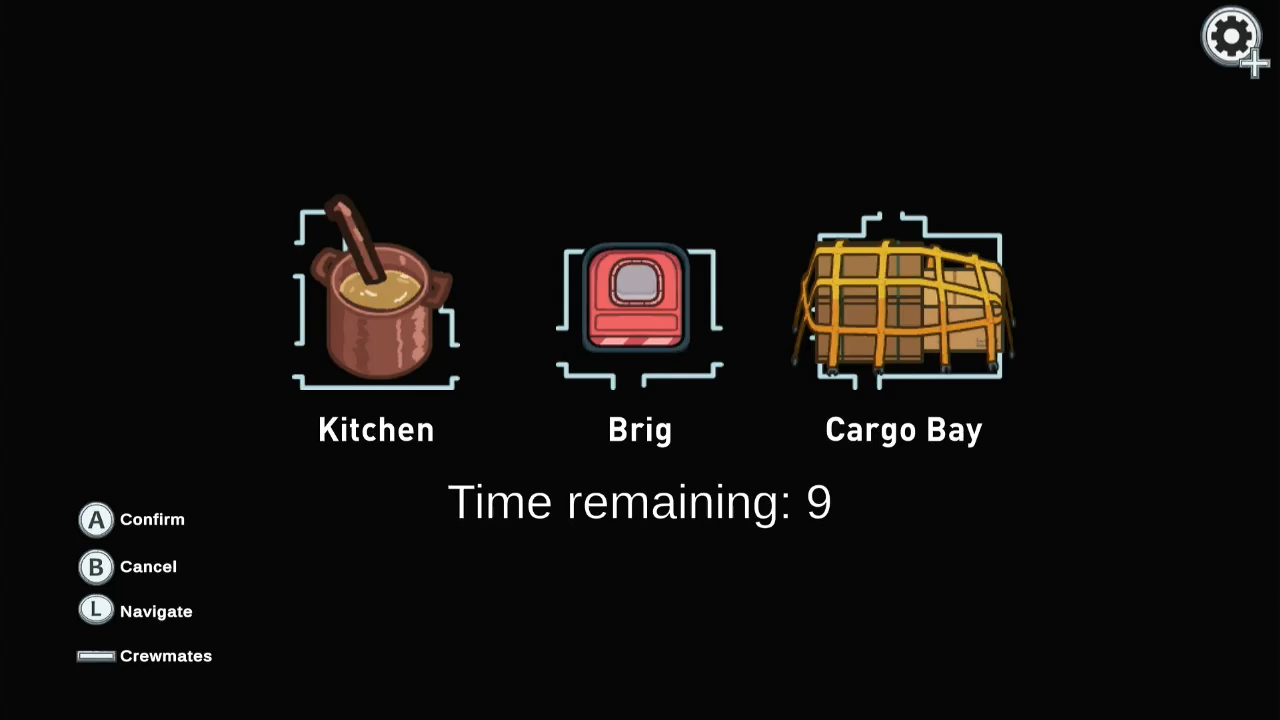 Kitchen
Brig
Cargo Bay
Time remaining: 9
A Confirm
B Cancel
L Navigate
Crewmates